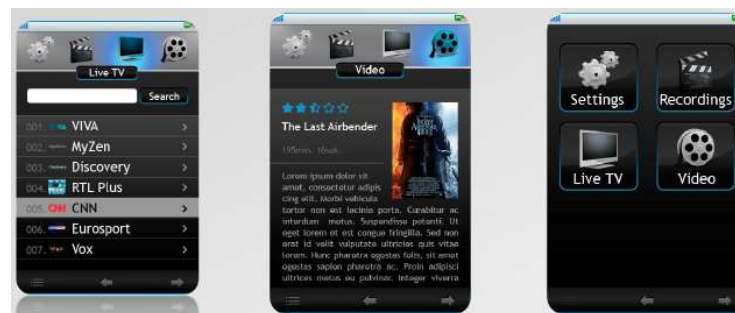 Live TV
Search
001. VIVA
002. MyZen
003. Discovery
004. RTL Plus
005. CNN CNN
006. Eurosport
007. Vox
Video
The Last Airbender
195min.
Lorem ipsum dolor sit
amet, consectetur adipis
cing elit. Morbi vehicula
tortor non est lacinia porta. Curabitur ac
interdum metus. Suspendisse potenti. Ut
eget lorem et est congue fringilla. Sed non
erat id velit vulputate ultricies quis vitae
lorem. Nunc pharetra egestas felis, sit amet
egestas sapien pharetra ac. Proin adipisci
ultrices metus eu pulvinar. Integer viverra
Settings
Recordings
Live TV
Video